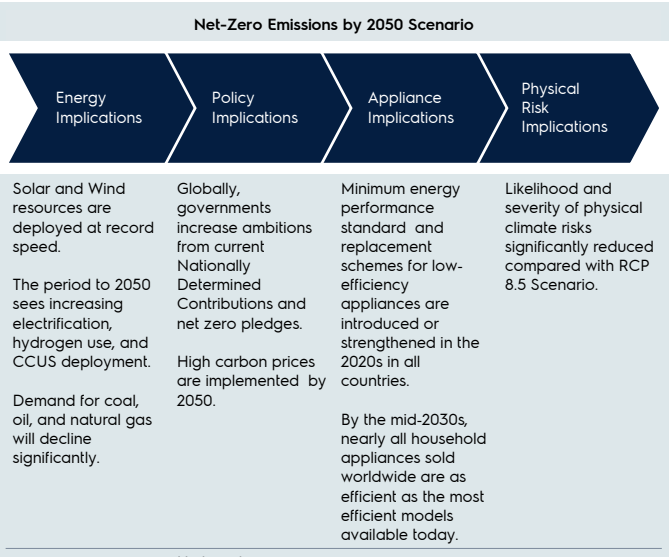 Net-Zero Emissions by 2050 Scenario
Energy
Implications
Policy
Implications
Appliance
Implications
Physical
Risk
Implications
Solar and Wind
resources are
deployed at record
speed.
The period to 2050
sees increasing
electrification,
hydrogen use, and
CCUS deployment.
Demand for coal,
oil, and natural gas
will decline
significantly.
Globally,
governments
increase ambitions
from current
Nationally
Determined
Contributions and
net zero pledges.
High carbon prices
are implemented by
2050.
Minimum energy
performance
standard and
replacement
schemes for low-
efficiency
appliances are
introduced or
strengthened in the
2020s in all
countries.
By the mid-2030s,
nearly all household
appliances sold
worldwide are as
efficient as the most
efficient models
available today.
Likelihood and
severity of physical
climate risks
significantly reduced
compared with RCP
8.5 Scenario.